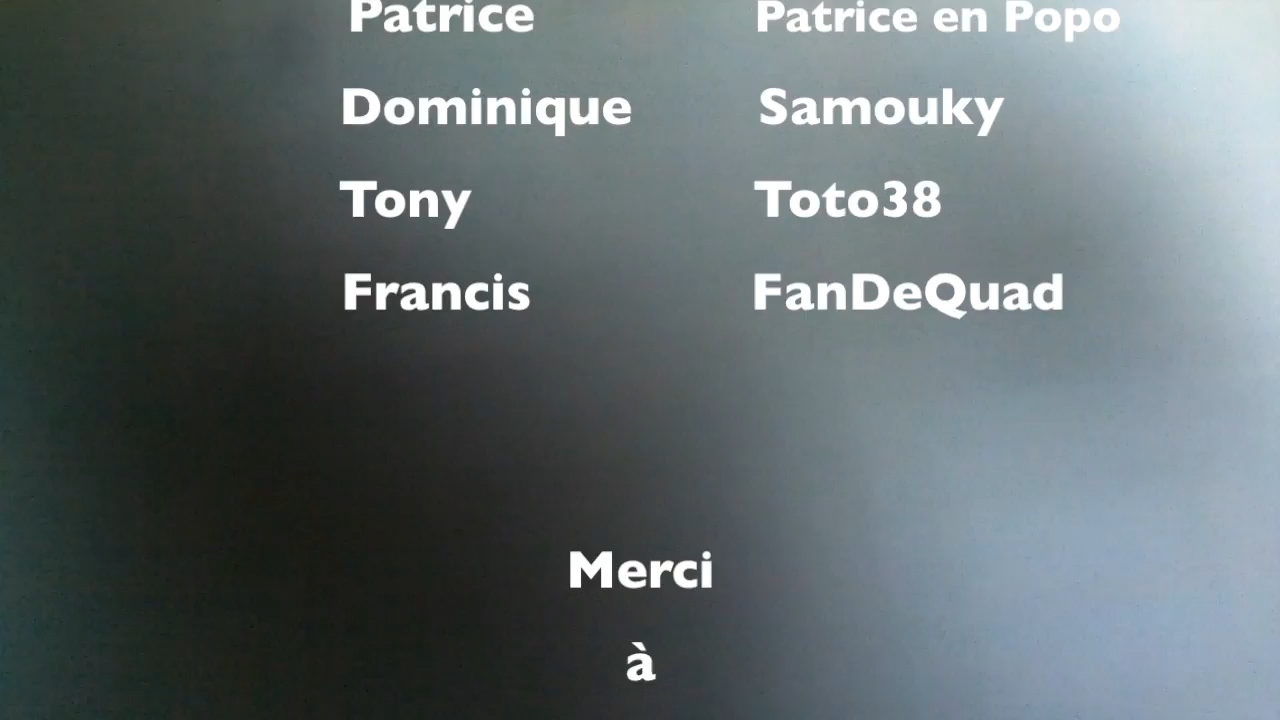 Patrice Patrice en Popo
Dominique Samouky
Tony Toto38
Francis FanDeQuad
Merci
à